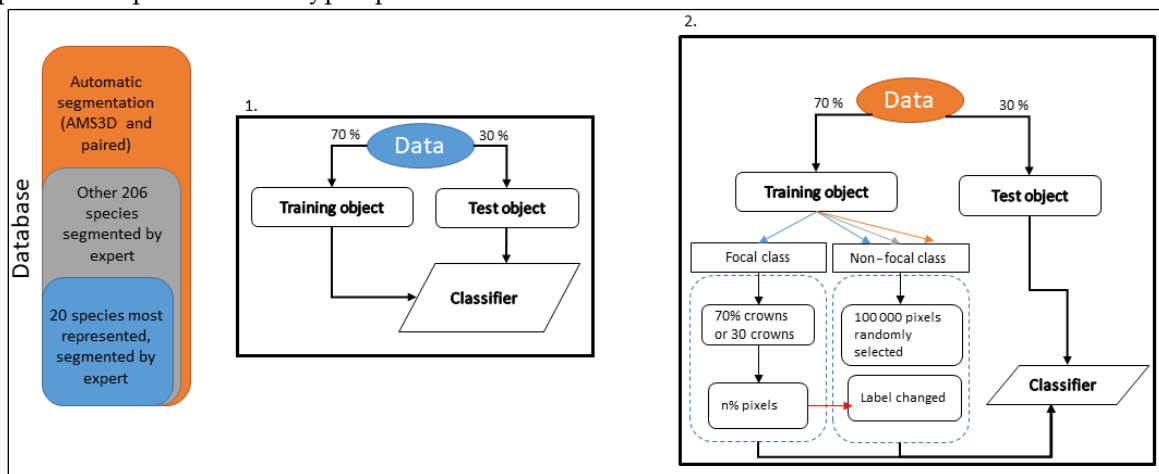 Database
Automatic
segmentation
(AMS3D and
paired)
Other 206
species
segmented by
expert
20 species most
represented,
segmented by
expert
1.
70 %
Data
30 %
Training object
Test object
Classifier
2.
70 %
Data
30 %
Training object
Test object
Focal class
Non-focal class
70% crowns
or 30 crowns
100 000 pixels
randomly
selected
n% pixels
Label changed
Classifier